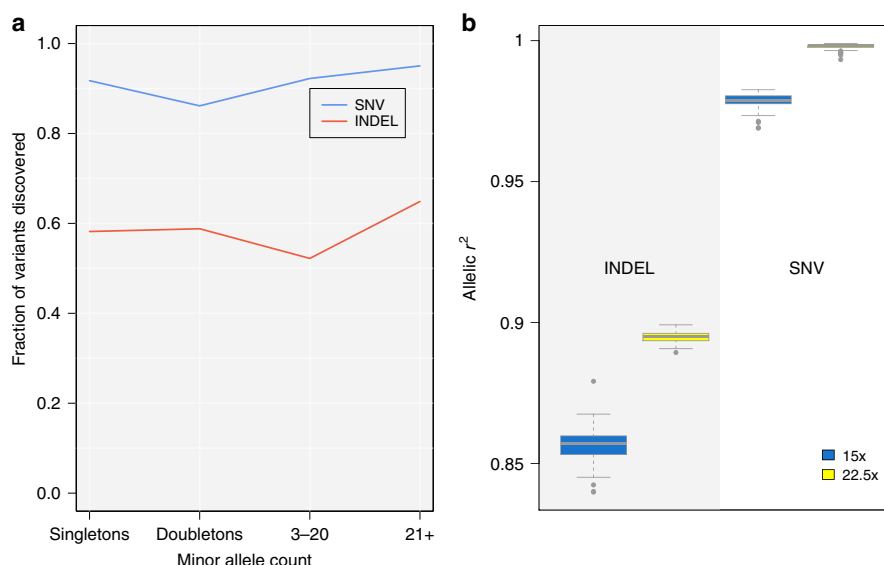 a
1.0
0.8
0.6
0.4
0.2
0.0
Fraction of variants discovered
SNV
INDEL
Singletons
Doubletons
3–20
21+
Minor allele count
b
1
0.95
0.9
0.85
Allelic r²
INDEL
SNV
15x
22.5x